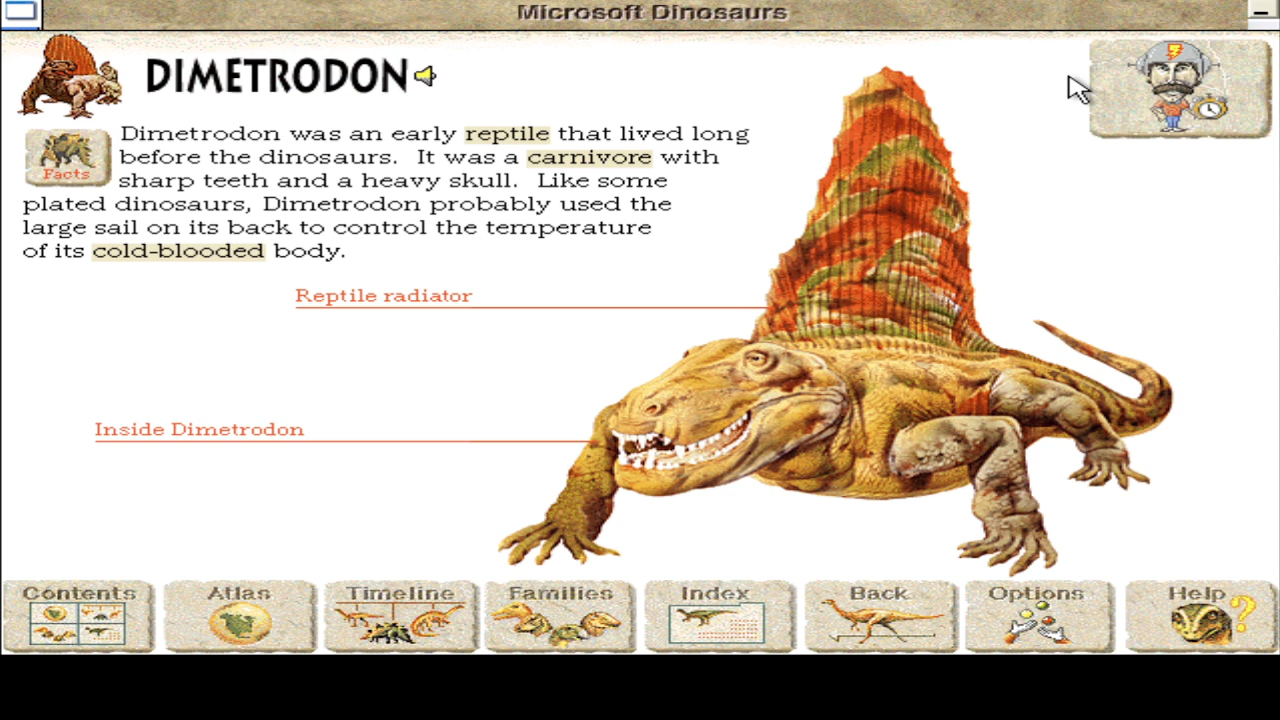 Microsoft Dinosaurs
DIMETRODON
Facts
Dimetrodon was an early reptile that lived long
before the dinosaurs. It was a carnivore with
sharp teeth and a heavy skull. Like some
plated dinosaurs, Dimetrodon probably used the
large sail on its back to control the temperature
of its cold-blooded body.
Reptile radiator
Inside Dimetrodon
Contents Atlas Timeline Families Index Back Options Help